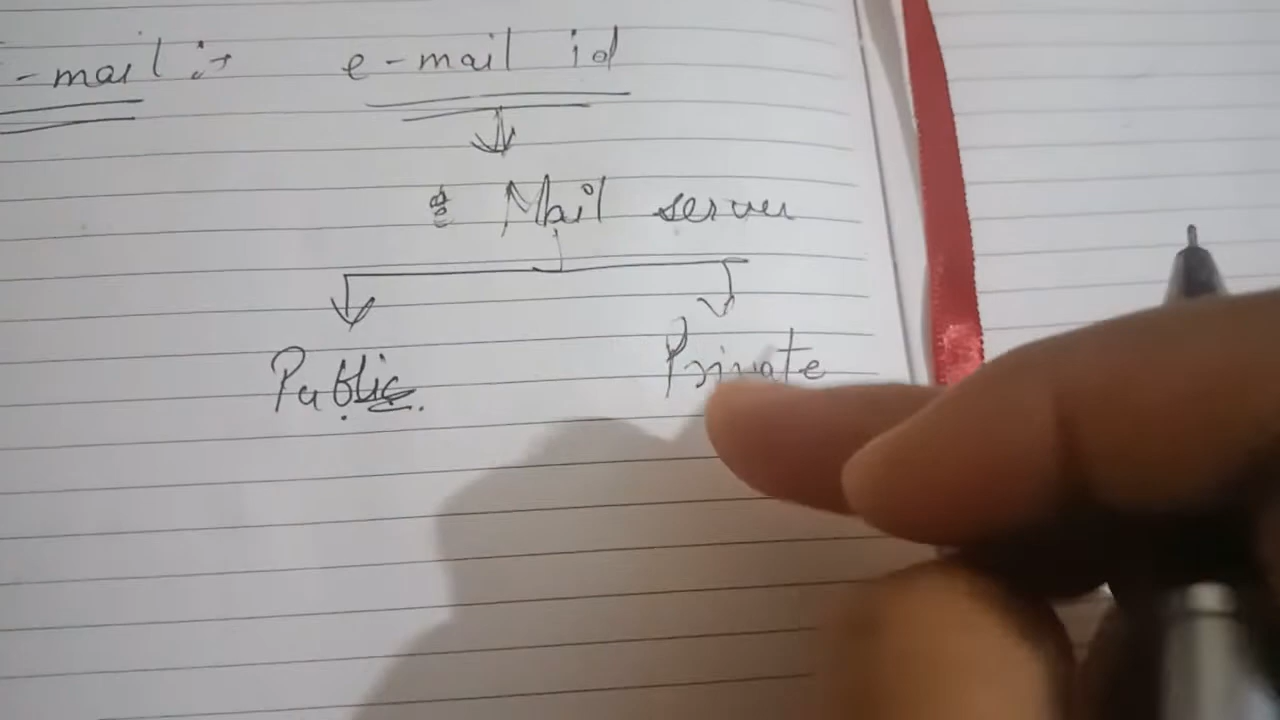 -mail :→ e-mail id
Mail server
Public. Private